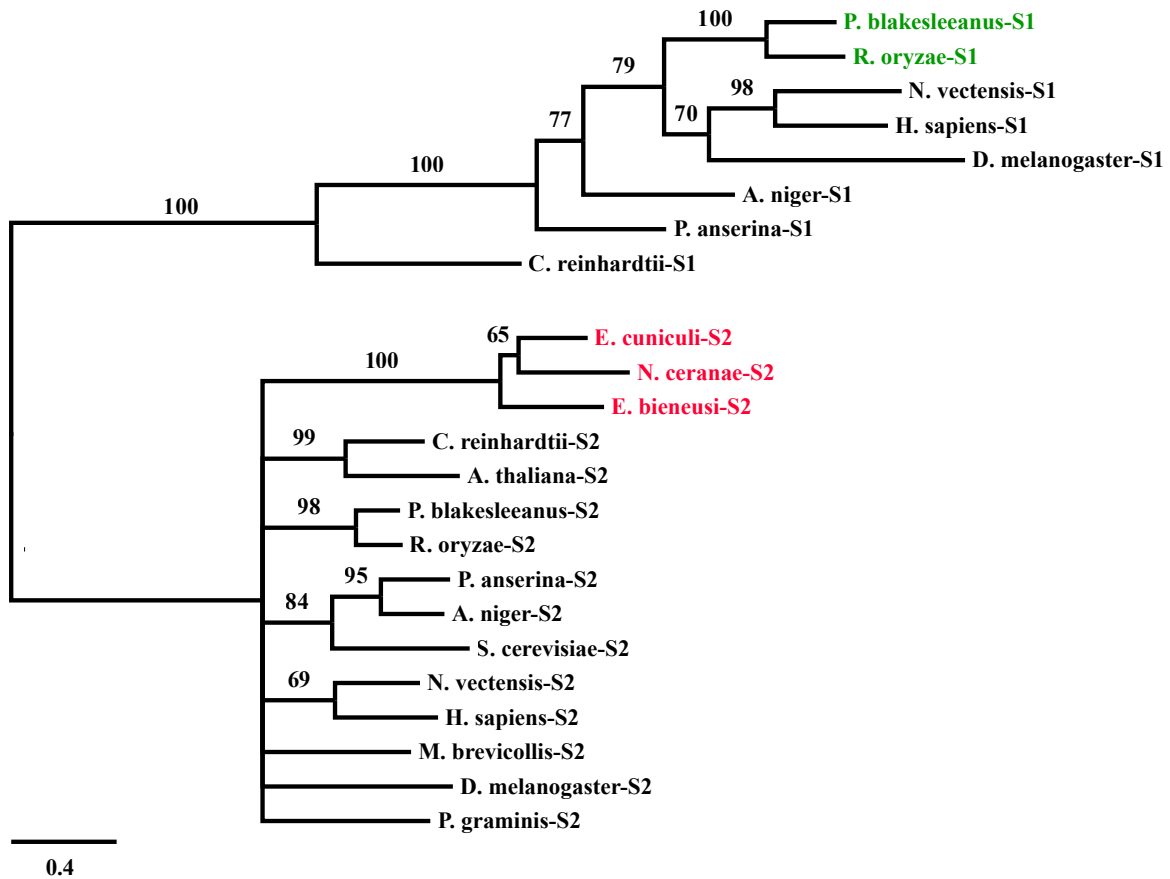 100
P. blakesleeanus-S1
R. oryzae-S1
79
98
N. vectensis-S1
70
H. sapiens-S1
77
D. melanogaster-S1
100
A. niger-S1
100
P. anserina-S1
C. reinhardtii-S1
65
E. cuniculi-S2
100
N. ceranae-S2
E. bieneusi-S2
99
C. reinhardtii-S2
A. thaliana-S2
98
P. blakesleeanus-S2
R. oryzae-S2
95
P. anserina-S2
84
A. niger-S2
S. cerevisiae-S2
69
N. vectensis-S2
H. sapiens-S2
M. brevicollis-S2
D. melanogaster-S2
P. graminis-S2
0.4